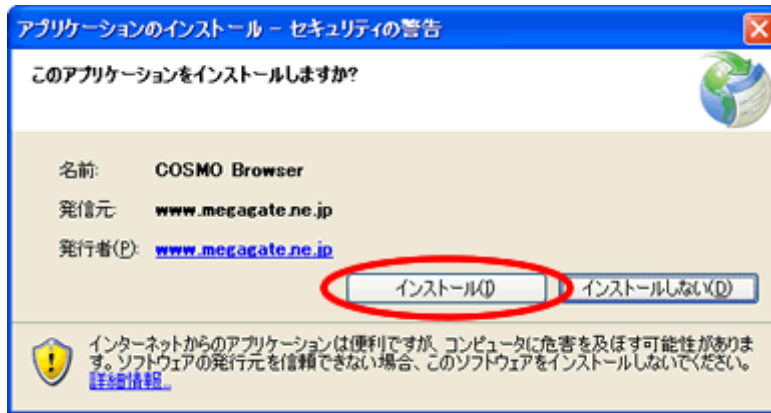 アプリケーションのインストール - セキュリティの警告
このアプリケーションをインストールしますか?
名前: COSMO Browser
発信元: www.megagate.ne.jp
発行者(P): www.megagate.ne.jp
インストール(I) インストールしない(D)
インターネットからのアプリケーションは便利ですが、コンピュータに危害を及ぼす可能性がありま
す。ソフトウェアの発行元を信頼できない場合、このソフトウェアをインストールしないでください。
詳細情報...